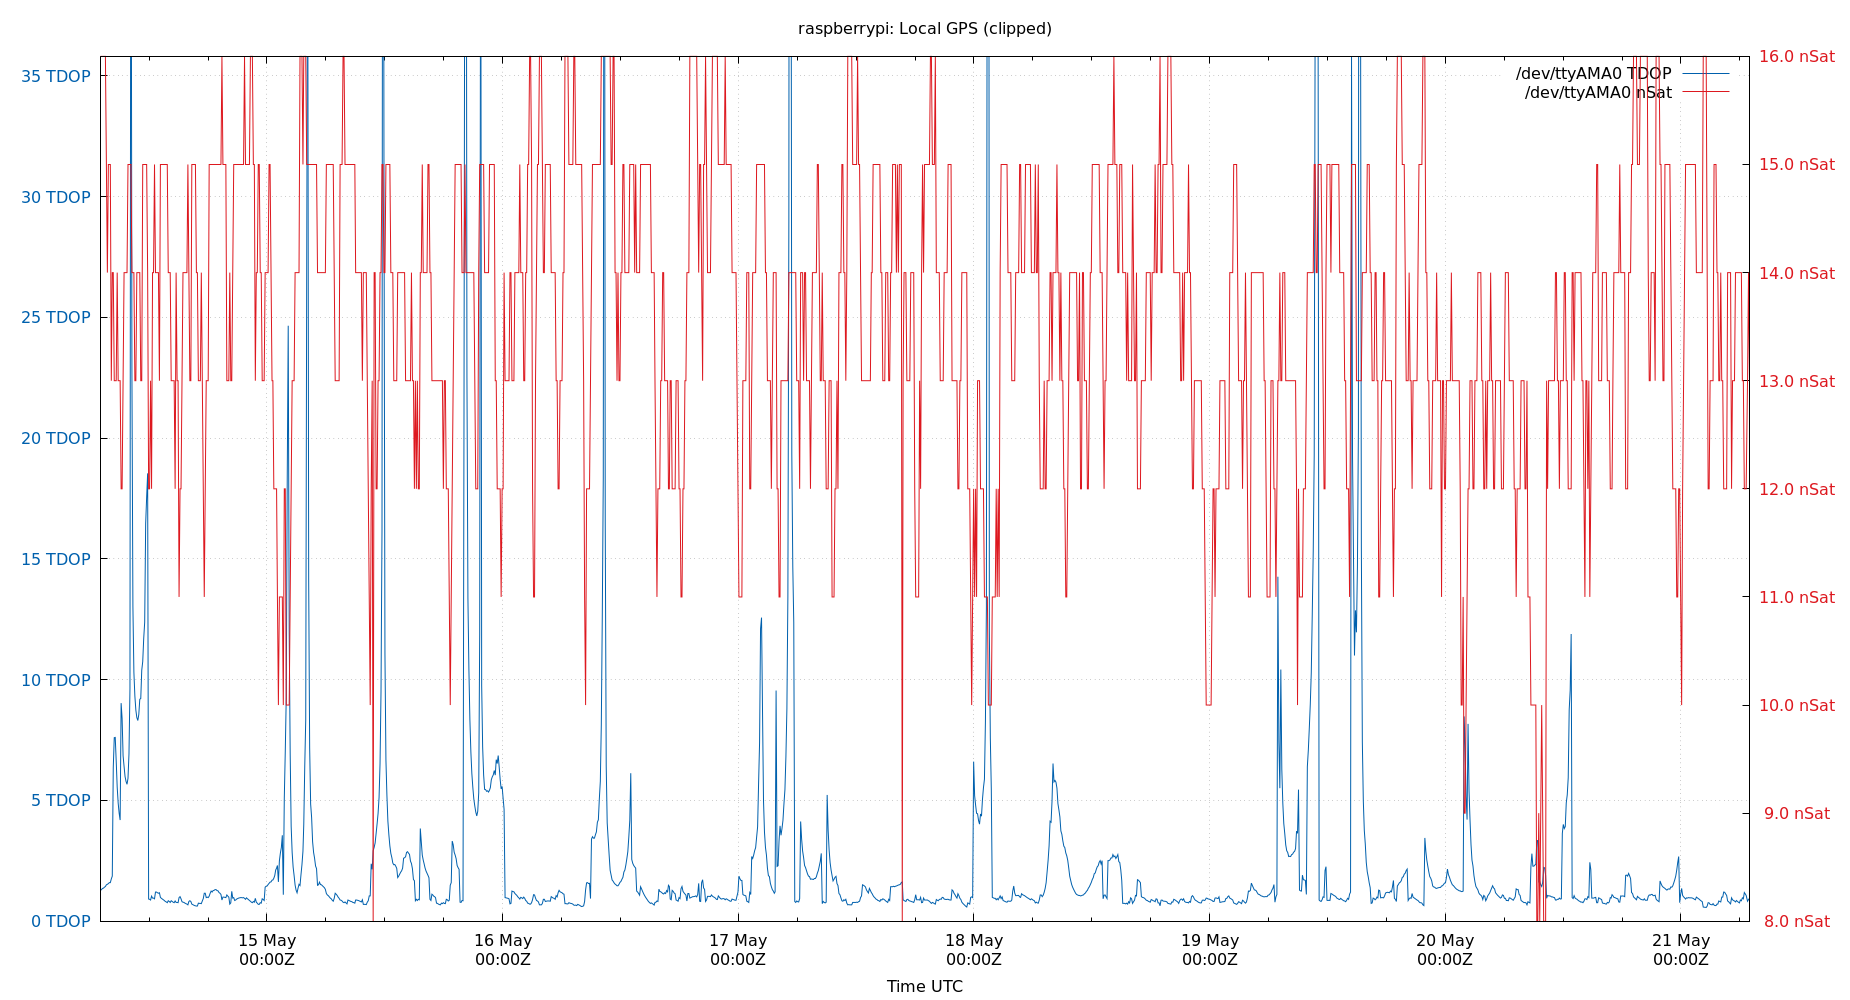 raspberrypi: Local GPS (clipped)
35 TDOP
30 TDOP
25 TDOP
20 TDOP
15 TDOP
10 TDOP
5 TDOP
0 TDOP
16.0 nSat
15.0 nSat
14.0 nSat
13.0 nSat
12.0 nSat
11.0 nSat
10.0 nSat
9.0 nSat
8.0 nSat
/dev/ttyAMA0 TDOP
/dev/ttyAMA0 nSat
15 May 16 May 17 May 18 May 19 May 20 May 21 May
00:00Z 00:00Z 00:00Z 00:00Z 00:00Z 00:00Z 00:00Z
Time UTC